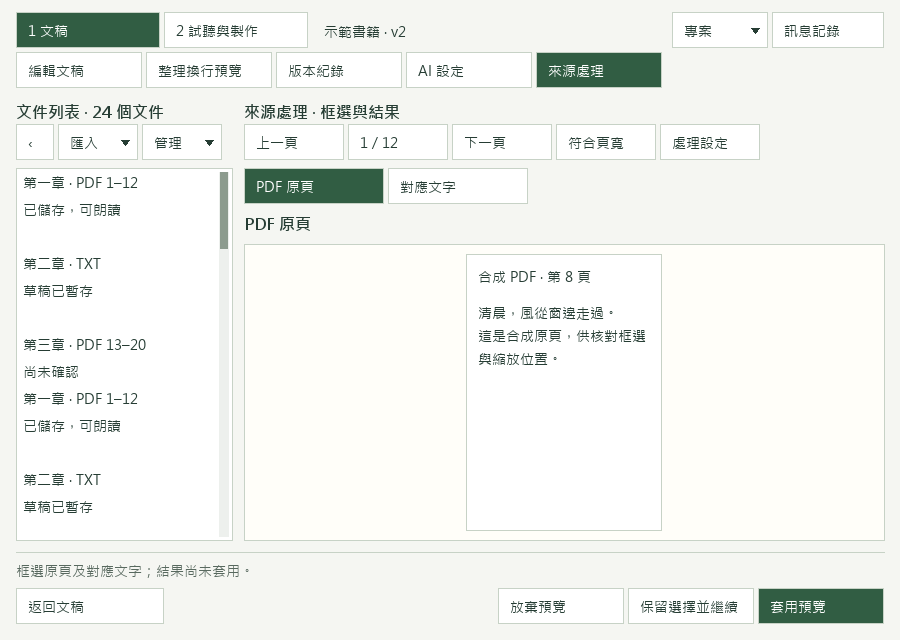 1 文稿
2 試聽與製作
示範書籍 · v2
專案
訊息記錄
編輯文稿
整理換行預覽
版本紀錄
AI 設定
來源處理
文件列表 · 24 個文件
來源處理 · 框選與結果
‹
匯入
管理
上一頁
1 / 12
下一頁
符合頁寬
處理設定
第一章 · PDF 1–12
已儲存，可朗讀
第二章 · TXT
草稿已暫存
第三章 · PDF 13–20
尚未確認
第一章 · PDF 1–12
已儲存，可朗讀
第二章 · TXT
草稿已暫存
PDF 原頁
對應文字
PDF 原頁
合成 PDF · 第 8 頁
清晨，風從窗邊走過。
這是合成原頁，供核對框選
與縮放位置。
框選原頁及對應文字；結果尚未套用。
返回文稿
放棄預覽
保留選擇並繼續
套用預覽